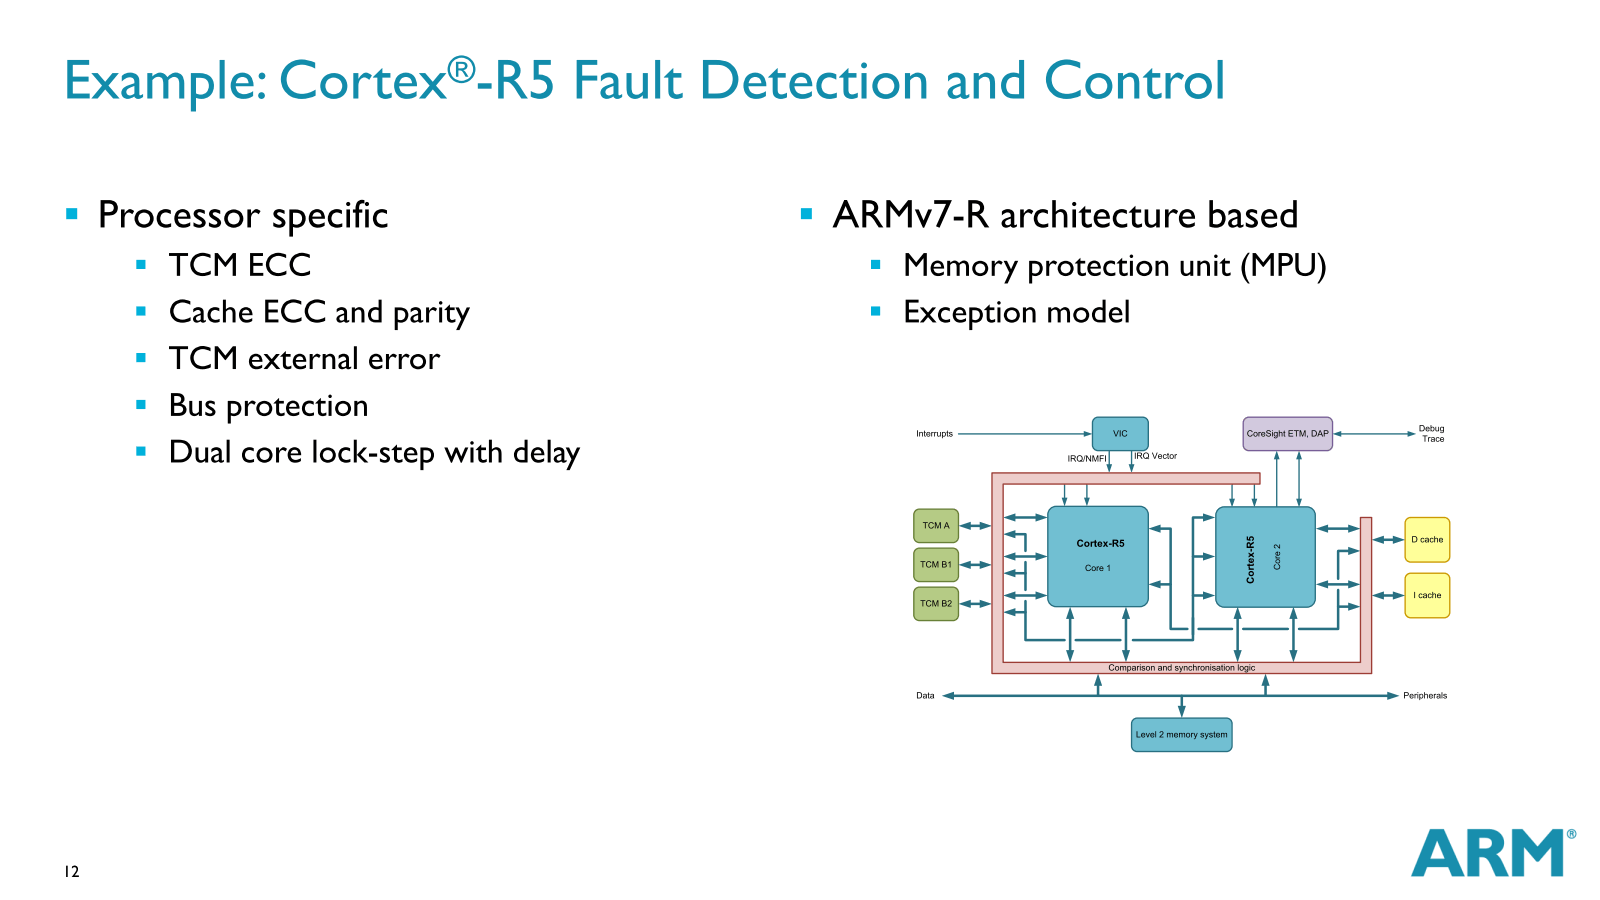 Example: Cortex®-R5 Fault Detection and Control
Processor specific
TCM ECC
Cache ECC and parity
TCM external error
Bus protection
Dual core lock-step with delay
ARMv7-R architecture based
Memory protection unit (MPU)
Exception model
Interrupts
VIC
CoreSight ETM, DAP
Debug
Trace
IRQ/NMFI
IRQ Vector
TCM A
TCM B1
TCM B2
Cortex-R5
Core 1
Cortex-R5
Core 2
D cache
I cache
Comparison and synchronisation logic
Data
Peripherals
Level 2 memory system
12
ARM®